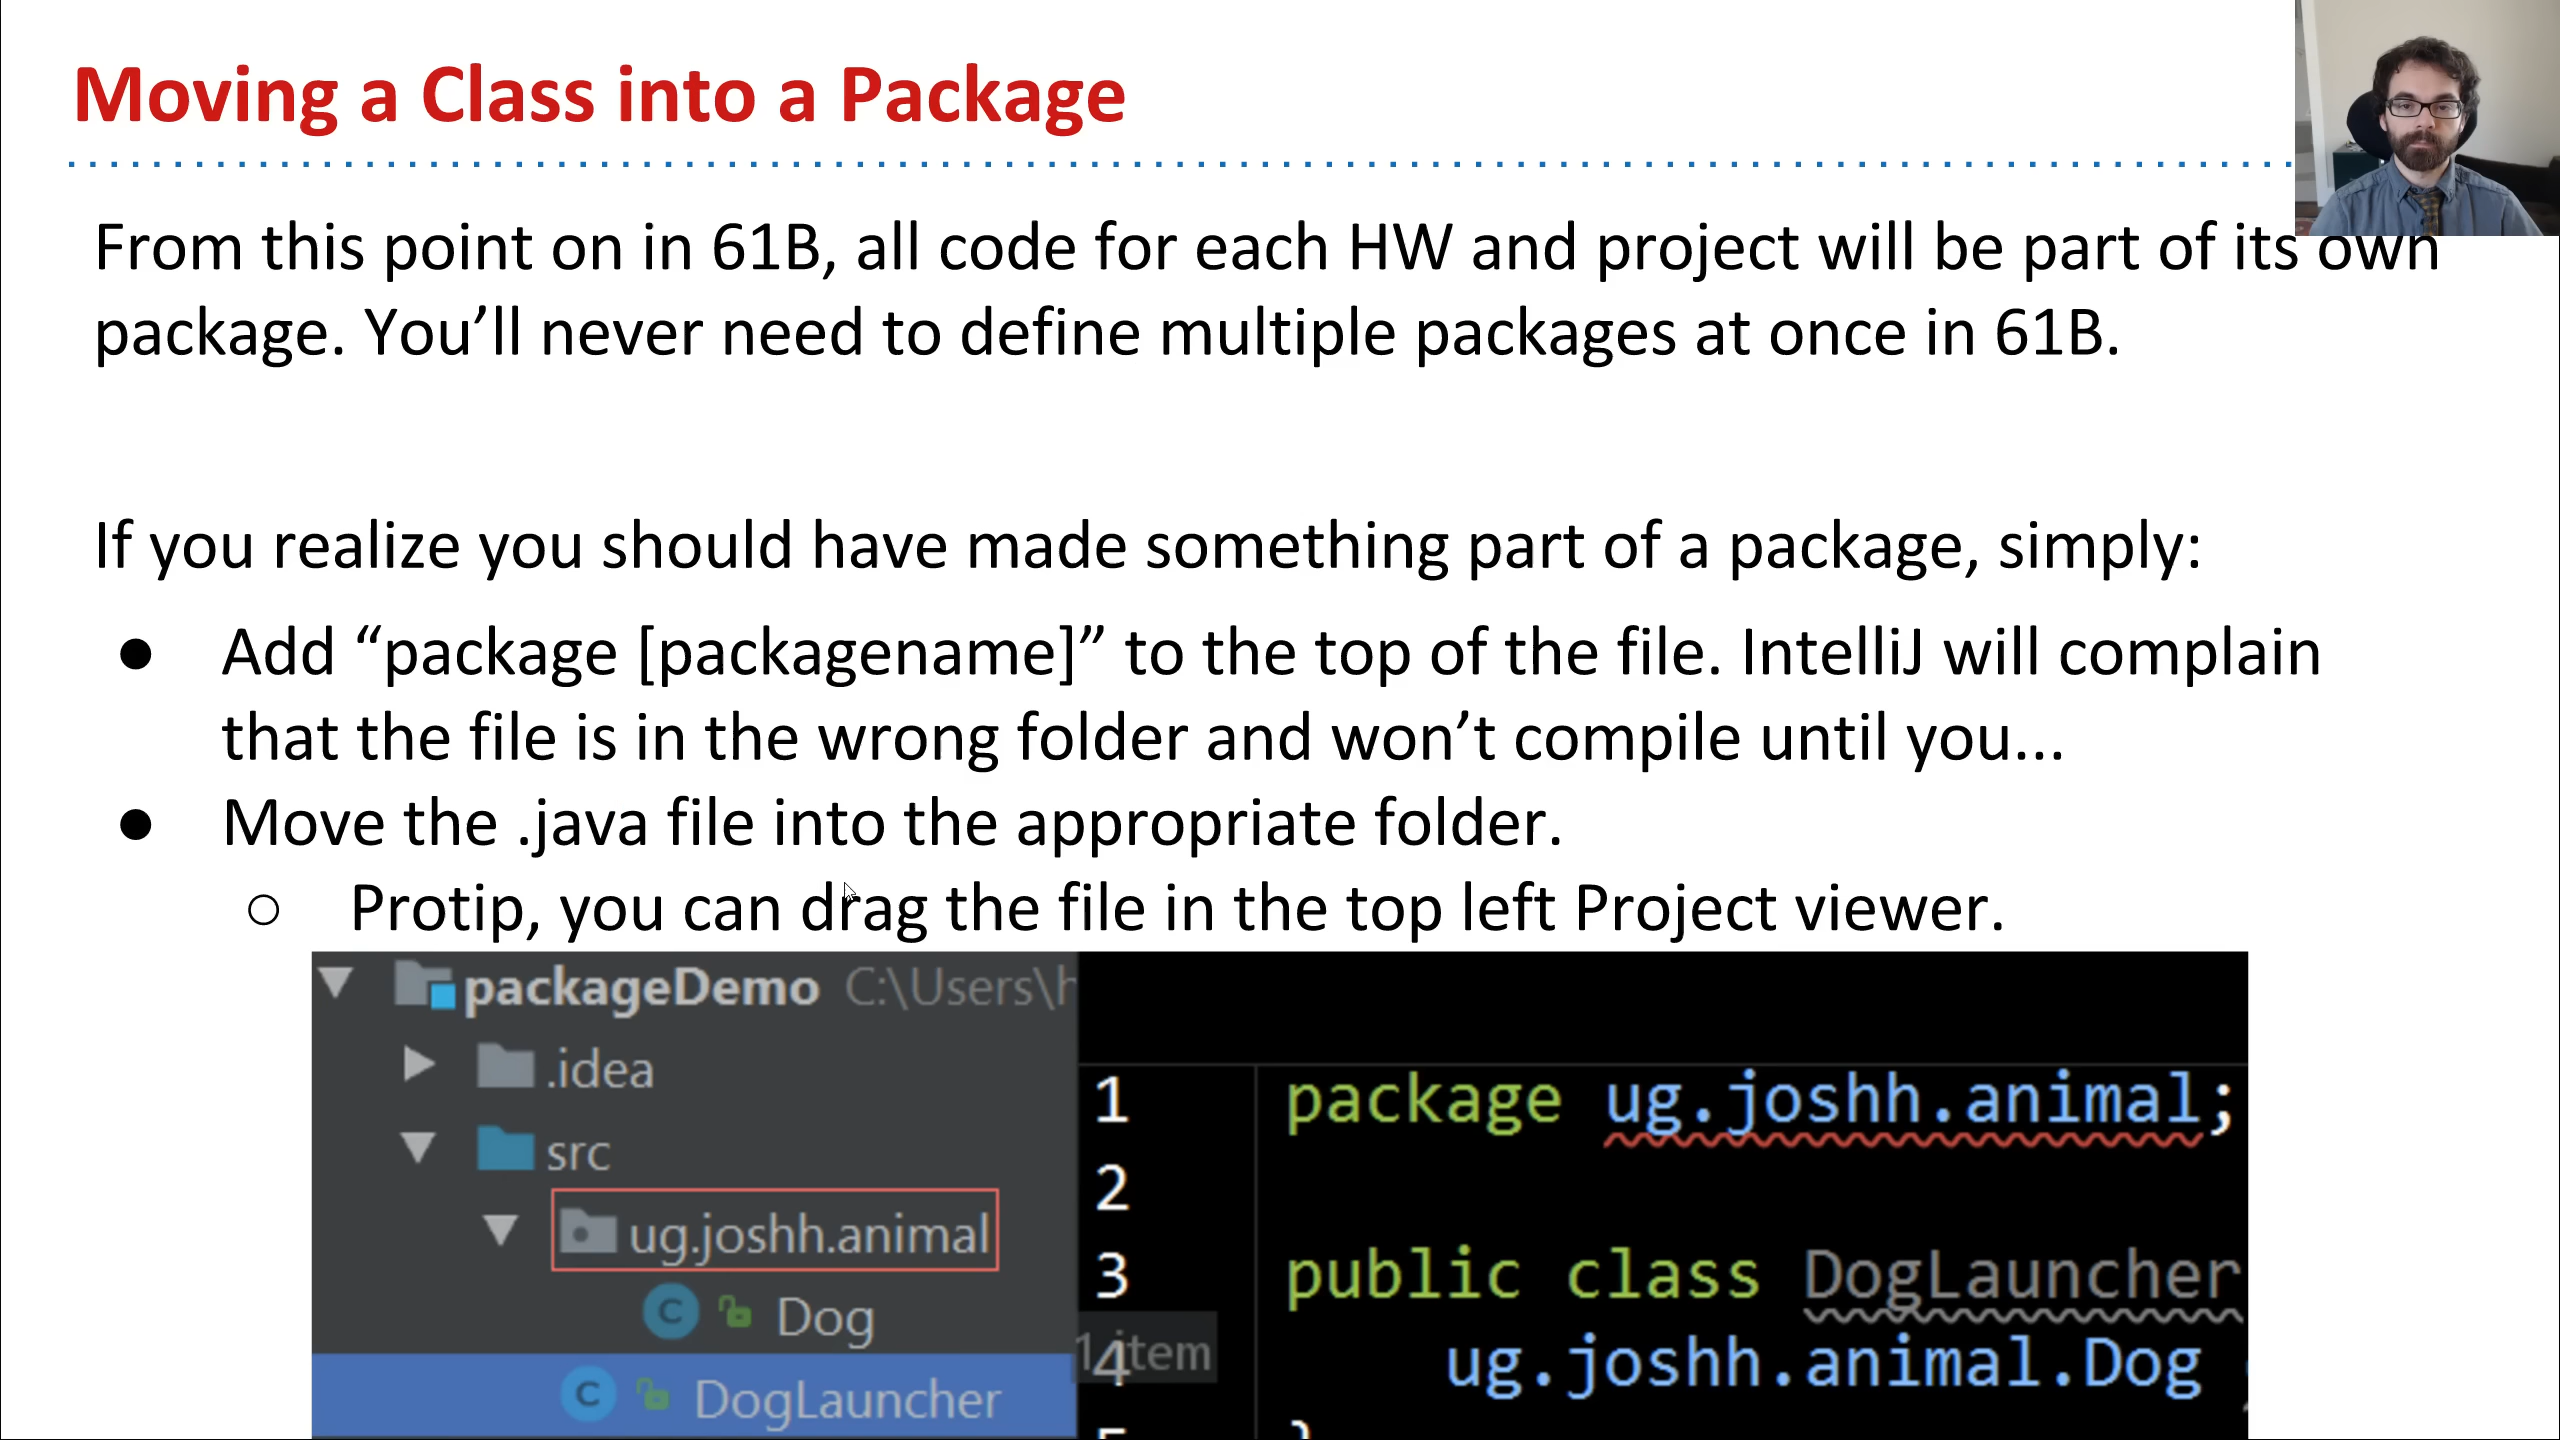 Moving a Class into a Package
From this point on in 61B, all code for each HW and project will be part of its own
package. You’ll never need to define multiple packages at once in 61B.
If you realize you should have made something part of a package, simply:
● Add “package [packagename]” to the top of the file. IntelliJ will complain
that the file is in the wrong folder and won’t compile until you...
● Move the .java file into the appropriate folder.
○ Protip, you can drag the file in the top left Project viewer.
packageDemo C:\Users\h
.idea
src
ug.joshh.animal
Dog
DogLauncher
1 item
1 package ug.joshh.animal;
2
3 public class DogLauncher
4 ug.joshh.animal.Dog
}